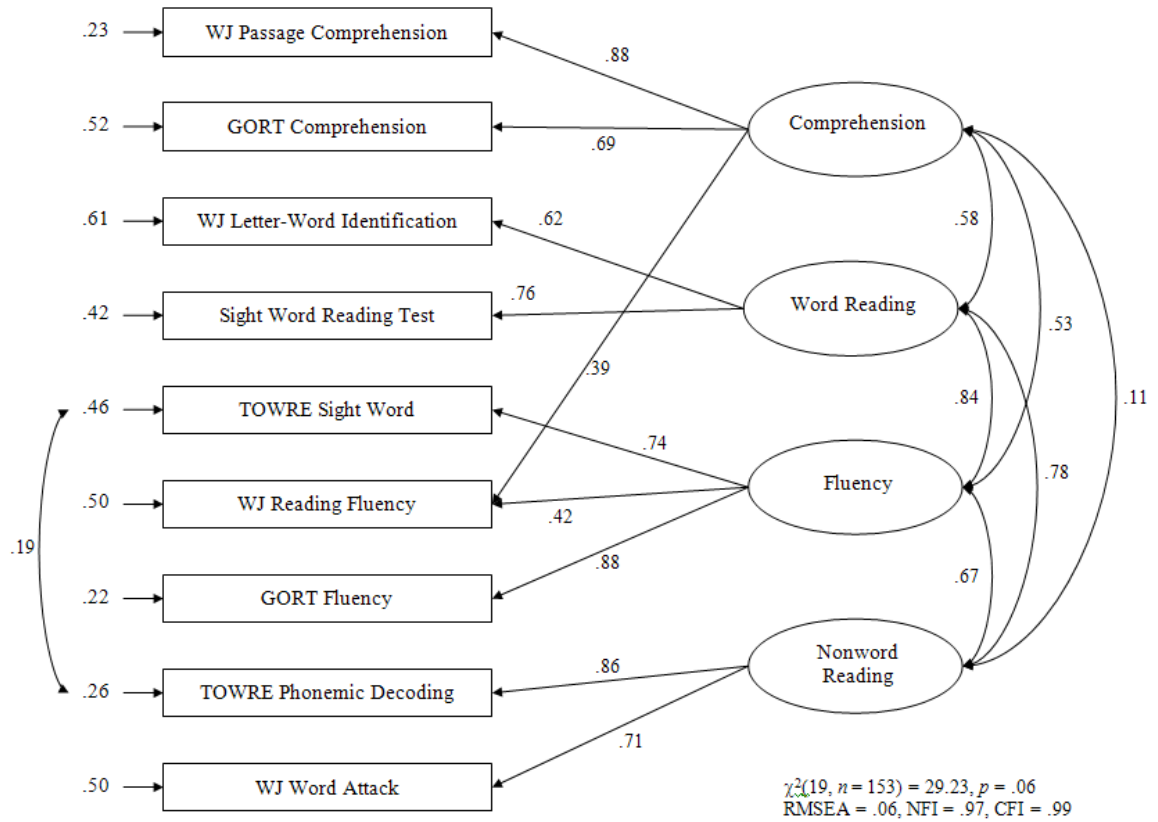 .23
WJ Passage Comprehension
.88
Comprehension
.52
GORT Comprehension
.69
.61
WJ Letter-Word Identification
.62
.58
.42
Sight Word Reading Test
.76
Word Reading
.53
.39
.46
TOWRE Sight Word
.74
.84
.11
.50
WJ Reading Fluency
.42
Fluency
.78
.19
.22
GORT Fluency
.88
.67
.26
TOWRE Phonemic Decoding
.86
Nonword
Reading
.71
.50
WJ Word Attack
χ²(19, n = 153) = 29.23, p = .06
RMSEA = .06, NFI = .97, CFI = .99